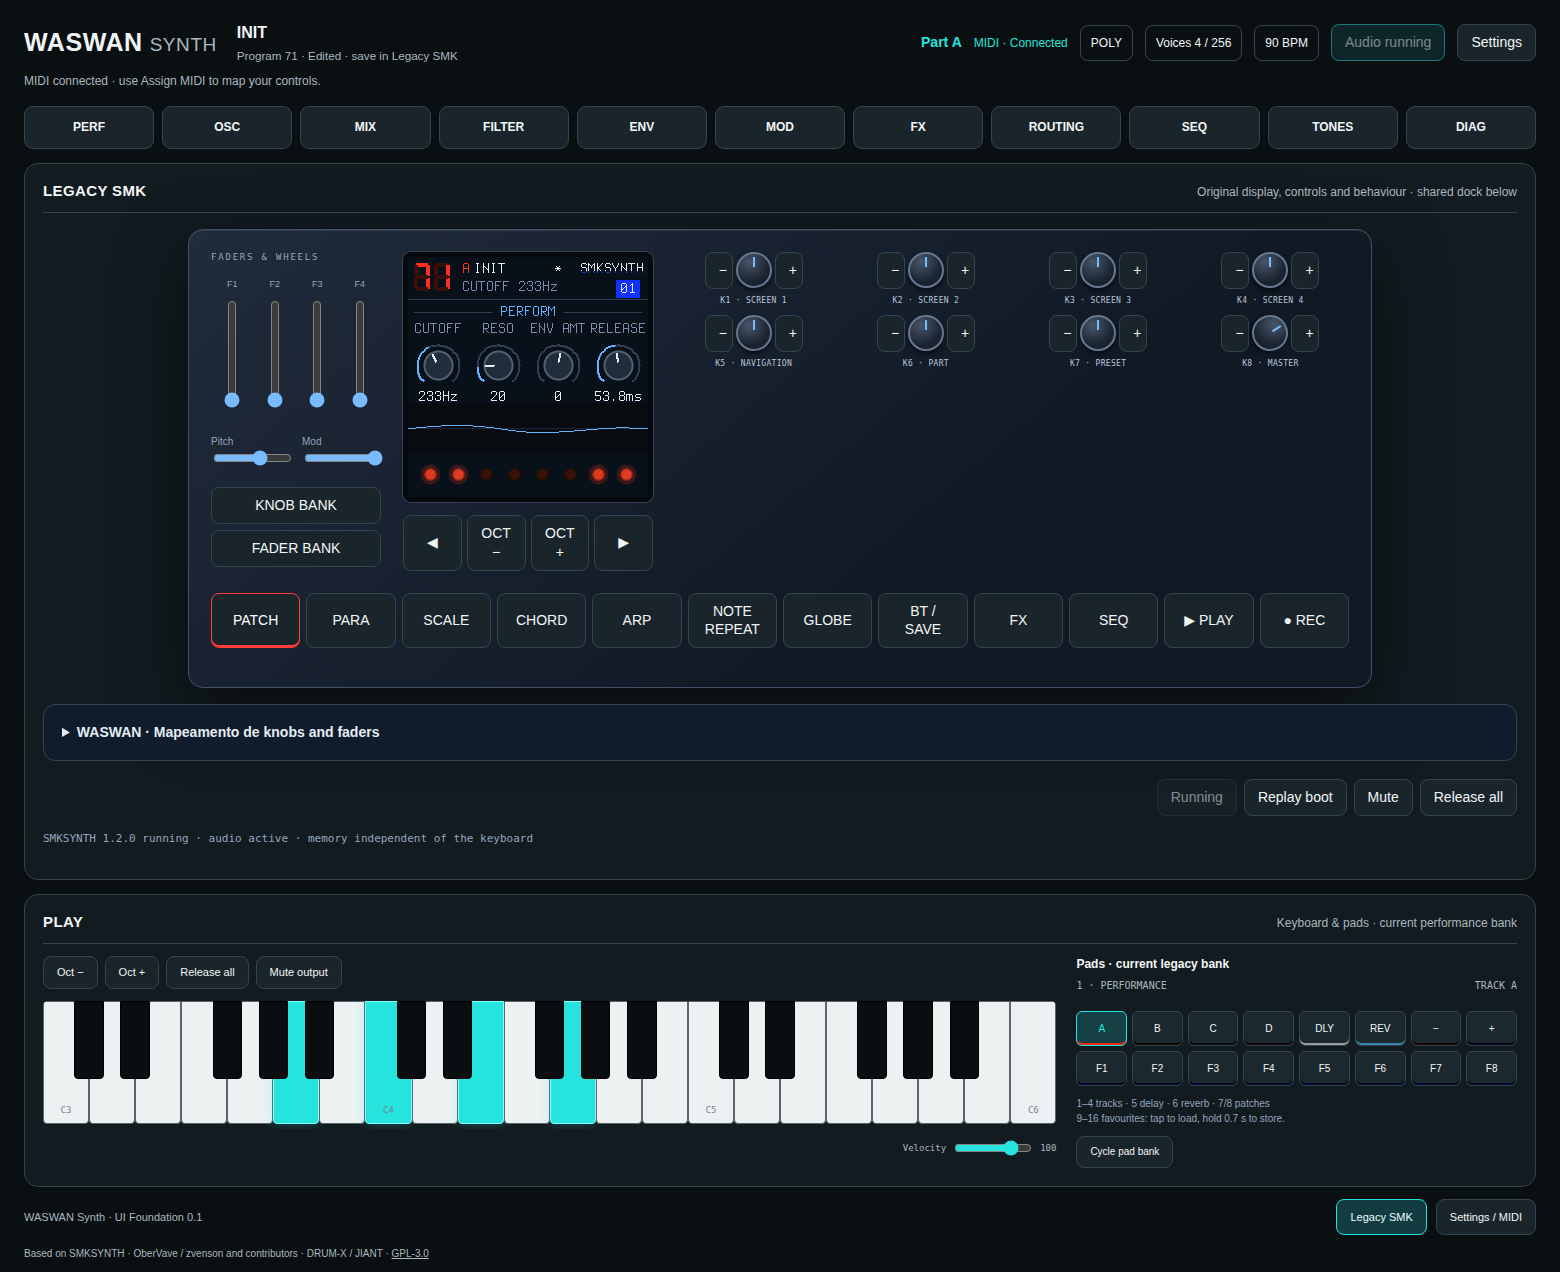 WASWAN SYNTH
INIT
Program 71 · Edited · save in Legacy SMK
Part A
MIDI · Connected
POLY
Voices 4 / 256
90 BPM
Audio running
Settings
MIDI connected · use Assign MIDI to map your controls.
PERF
OSC
MIX
FILTER
ENV
MOD
FX
ROUTING
SEQ
TONES
DIAG
LEGACY SMK
Original display, controls and behaviour · shared dock below
FADERS & WHEELS
F1 F2 F3 F4
Pitch Mod
KNOB BANK
FADER BANK
71 A INIT * SMKSYNTH
CUTOFF 233Hz 01
PERFORM
CUTOFF RESO ENV AMT RELEASE
233Hz 20 0 53.8ms
◀
OCT −
OCT +
▶
− +
K1 · SCREEN 1
− +
K2 · SCREEN 2
− +
K3 · SCREEN 3
− +
K4 · SCREEN 4
− +
K5 · NAVIGATION
− +
K6 · PART
− +
K7 · PRESET
− +
K8 · MASTER
PATCH
PARA
SCALE
CHORD
ARP
NOTE
REPEAT
GLOBE
BT /
SAVE
FX
SEQ
▶ PLAY
● REC
▶ WASWAN · Mapeamento de knobs and faders
Running
Replay boot
Mute
Release all
SMKSYNTH 1.2.0 running · audio active · memory independent of the keyboard
PLAY
Keyboard & pads · current performance bank
Oct −
Oct +
Release all
Mute output
C3 C4 C5 C6
Velocity 100
Pads · current legacy bank
1 · PERFORMANCE TRACK A
A B C D DLY REV − +
F1 F2 F3 F4 F5 F6 F7 F8
1–4 tracks · 5 delay · 6 reverb · 7/8 patches
9–16 favourites: tap to load, hold 0.7 s to store.
Cycle pad bank
WASWAN Synth · UI Foundation 0.1
Legacy SMK
Settings / MIDI
Based on SMKSYNTH · OberVave / zvenson and contributors · DRUM-X / JIANT · GPL-3.0